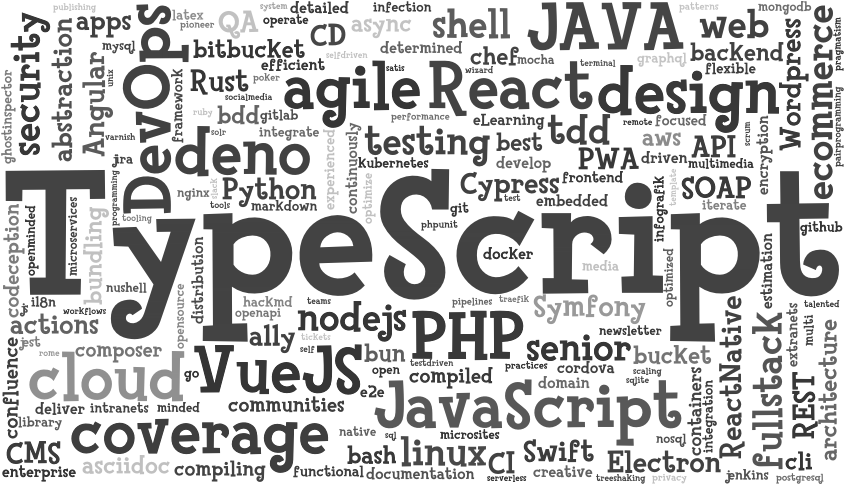 publishing
apps
latex
pioneer
QA
system
operate
detailed
infection
CD
async
shell
JAVA
patterns
web
mongodb
security
abstraction
mysql
DevOps
bitbucket
efficient
selfdriven
determined
chef
mocha
graphql
backend
flexible
Wordpress
ecommerce
pragmatism
ghostinspector
Angular
unix
framework
Rust
socialmedia
poker
satis
agile
React
wizard
terminal
design
varnish
ruby
bdd
gitlab
solr
integrate
performance
eLearning
remote
focused
scrum
encryption
pairprogramming
jra
deno
experienced
continuously
testing
best
tdd
aws
API
Kubernetes
develop
PWA
driven
multimedia
programming
nginx
slack
Python
optimize
Cypress
frontend
template
SOAP
tools
markdown
test
embedded
infografik
iterate
tooling
TypeScript
git
phpunit
github
codeception
openminded
microservices
bundling
distribution
docker
media
optimized
estimation
nushell
js
i18n
workflows
opensource
hackmd
openapi
teams
pipelines
traefik
Symfony
talented
actions
nodejs
newsletter
jest
rome
composer
a11y
tickets
self
PHP
senior
bucket
ReactNative
fullstack
extranets
multi
confluence
cloud
go
VueJS
bun
open
testdriven
compiled
practices
cordova
scaling
sqlite
domain
e2e
REST
architecture
deliver
intranets
minded
communities
JavaScript
containers
integration
library
coverage
native
sql
microsites
nosql
CMS
bash
linux
CI
Swift
enterprise
asciidoc
compiling
functional
documentation
serverless
creative
Electron
treeshaking
privacy
jenkins
cli
postgresql